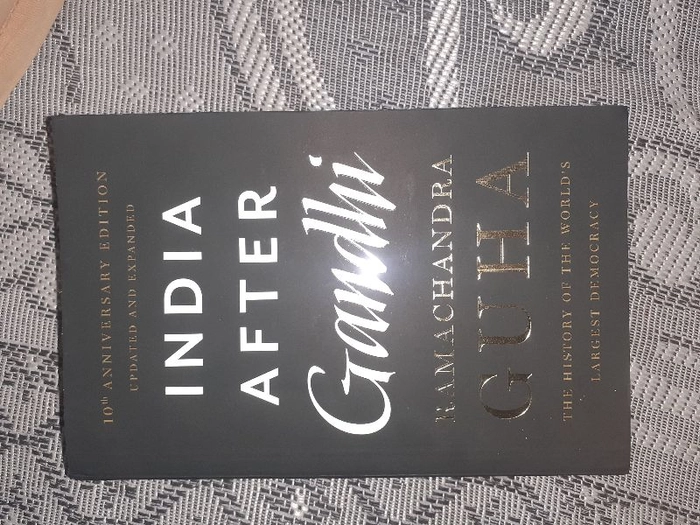 10th ANNIVERSARY EDITION
UPDATED AND EXPANDED
INDIA
AFTER
Gandhi
RAMACHANDRA
GUHA
THE HISTORY OF THE WORLD'S
LARGEST DEMOCRACY